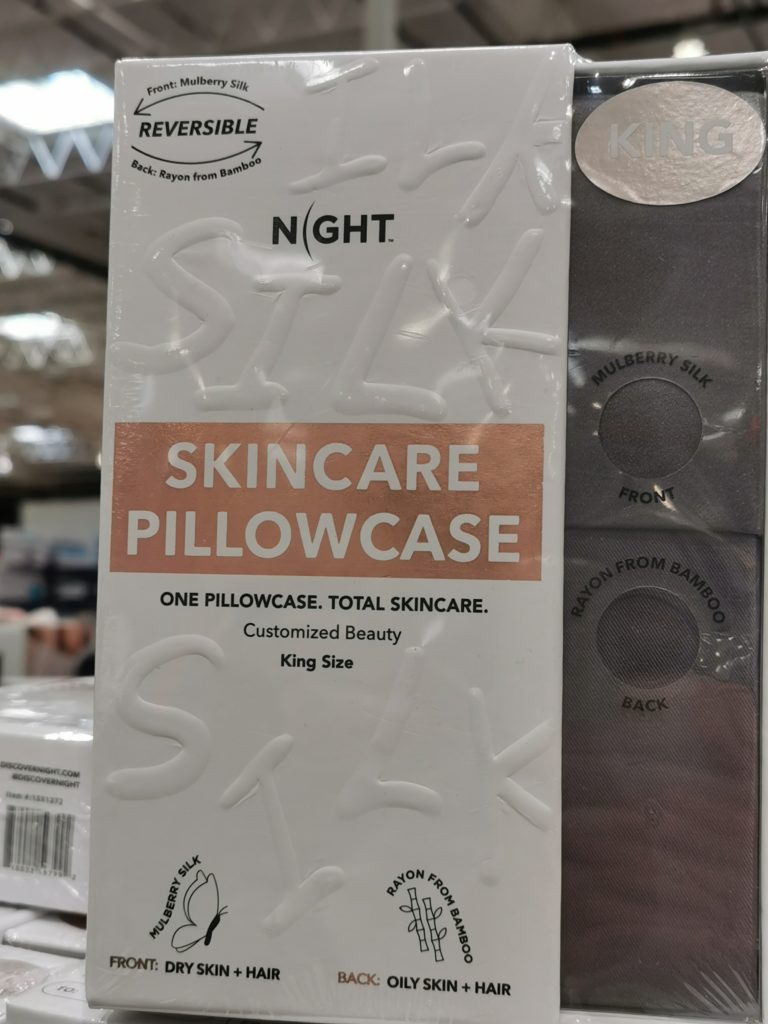 Front: Mulberry Silk
REVERSIBLE
Back: Rayon from Bamboo
N(GHT™
SILK
SKINCARE
PILLOWCASE
ONE PILLOWCASE. TOTAL SKINCARE.
Customized Beauty
King Size
SILK
MULBERRY SILK
FRONT: DRY SKIN + HAIR
RAYON FROM BAMBOO
BACK: OILY SKIN + HAIR
KING
MULBERRY SILK
FRONT
RAYON FROM BAMBOO
BACK
DISCOVERNIGHT.COM
@DISCOVERNIGHT
TO: